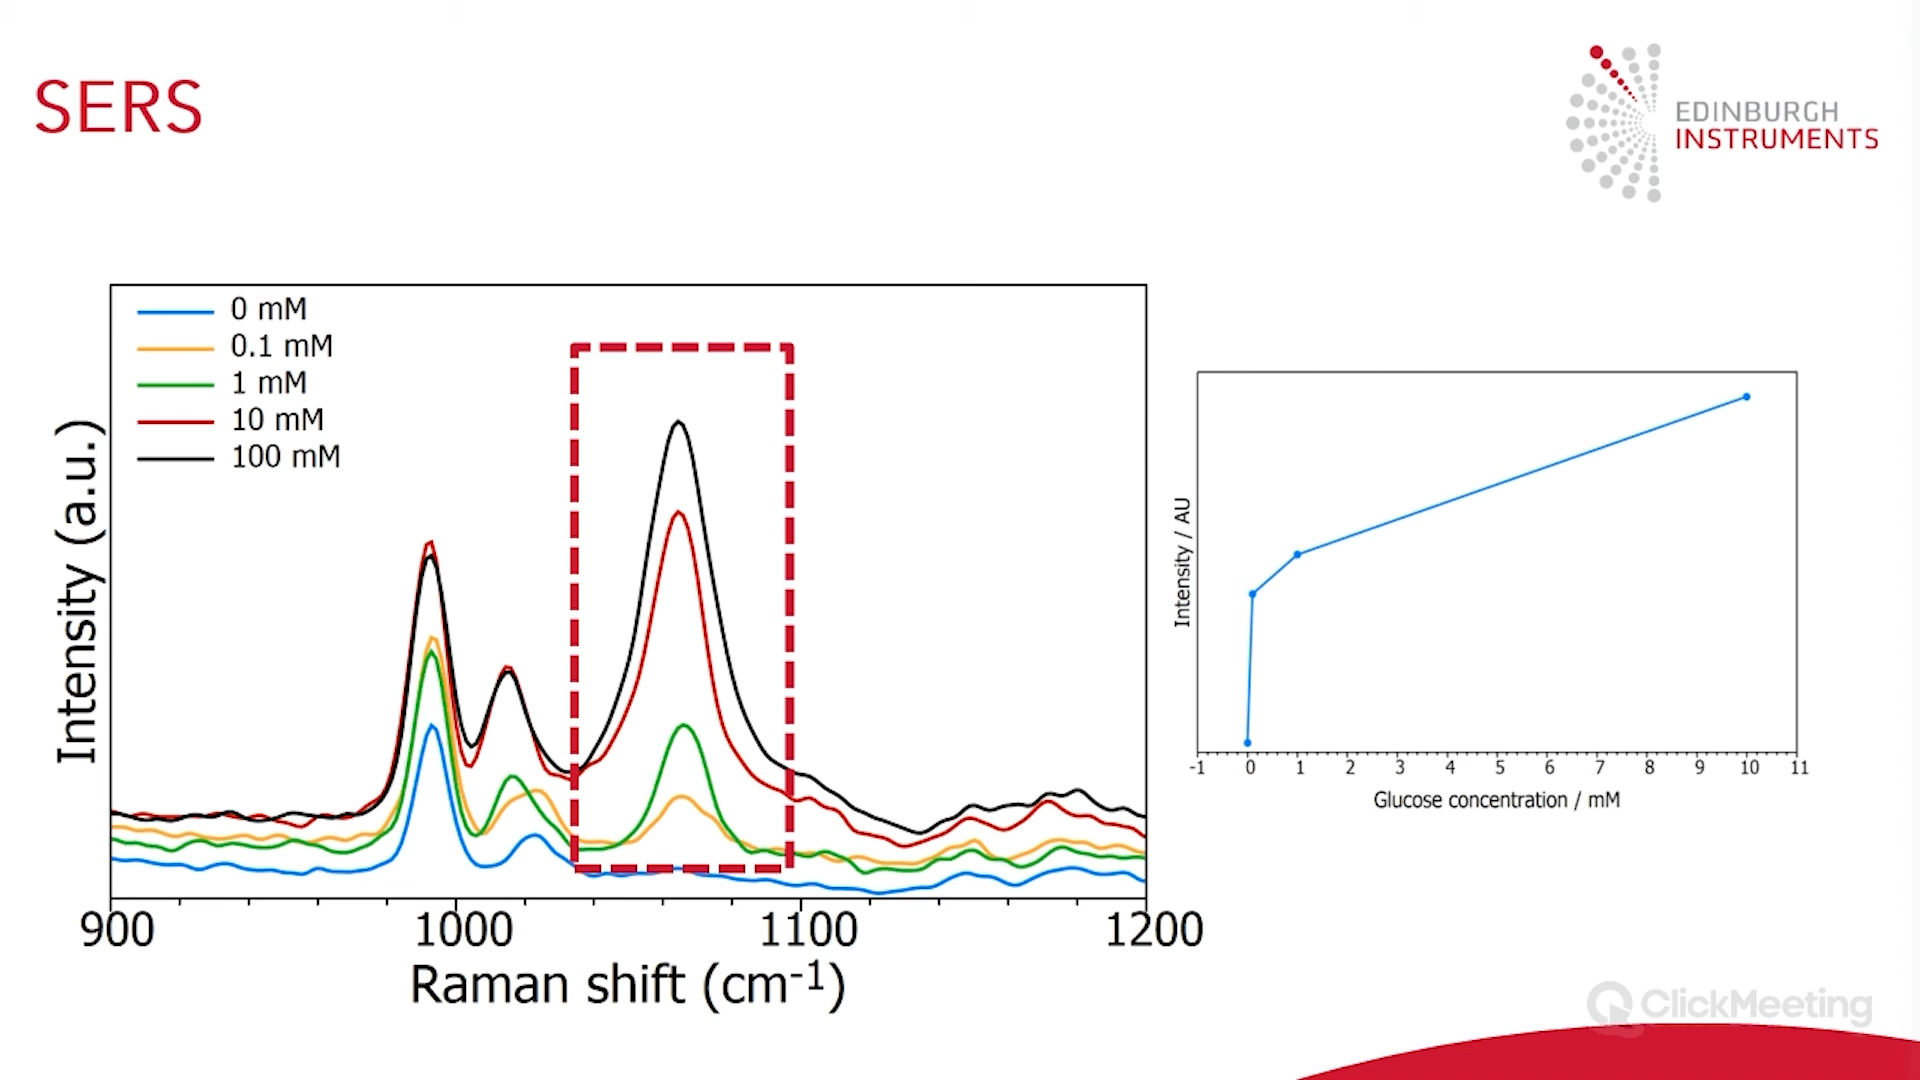 SERS
EDINBURGH
INSTRUMENTS
0 mM
0.1 mM
1 mM
10 mM
100 mM
Intensity (a.u.)
900 1000 1100 1200
Raman shift (cm-1)
Intensity / AU
-1 0 1 2 3 4 5 6 7 8 9 10 11
Glucose concentration / mM
ClickMeeting